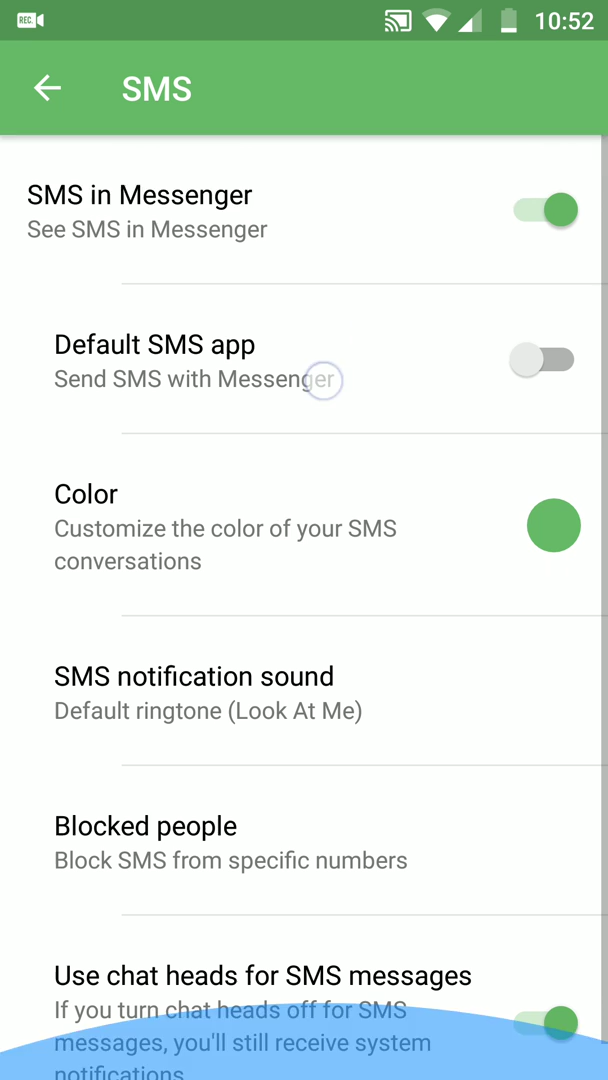 REC.
10:52
SMS
SMS in Messenger
See SMS in Messenger
Default SMS app
Send SMS with Messenger
Color
Customize the color of your SMS
conversations
SMS notification sound
Default ringtone (Look At Me)
Blocked people
Block SMS from specific numbers
Use chat heads for SMS messages
If you turn chat heads off for SMS
messages, you'll still receive system
notifications